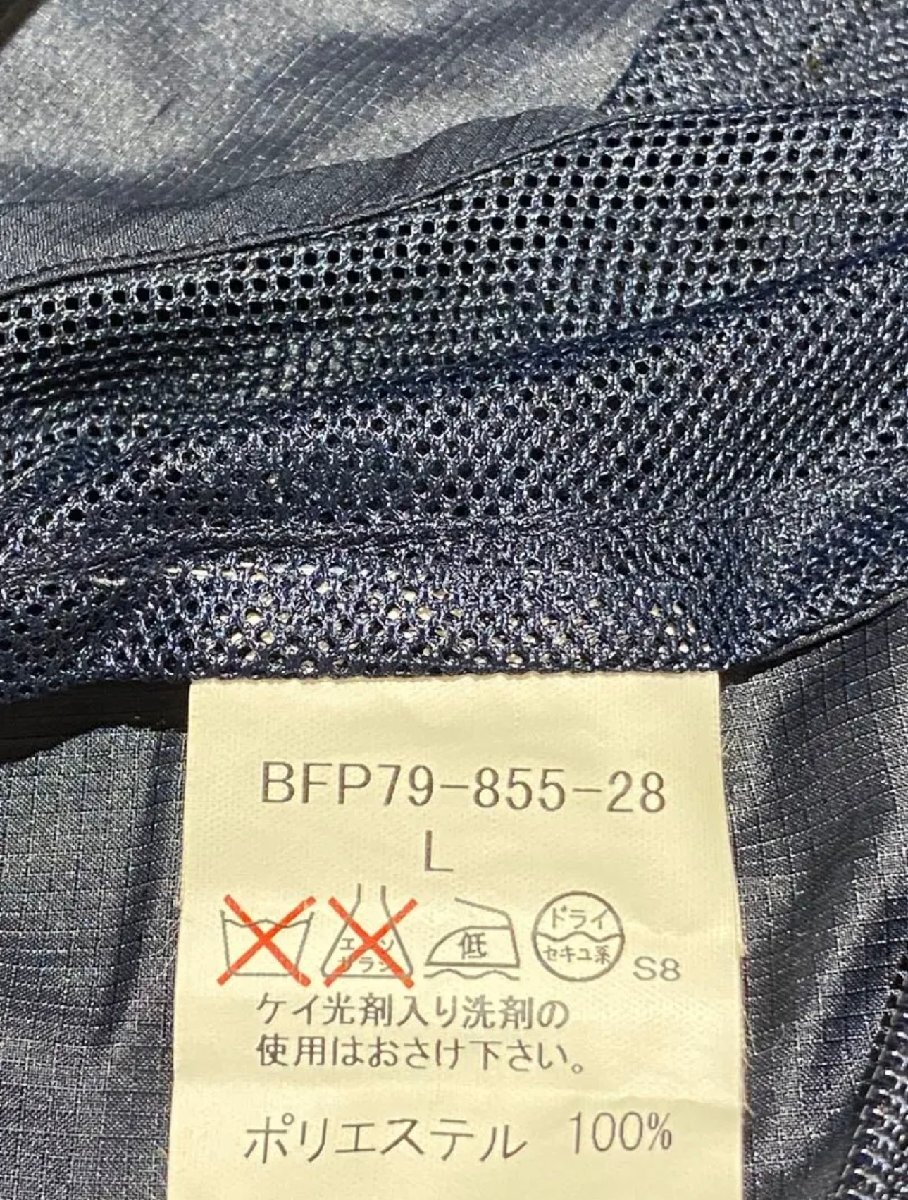 BFP79-855-28
L
エンソ
サラシ
低
ドライ
セキユ系
S8
ケイ光剤入り洗剤の
使用はおさけ下さい。
ポリエステル 100%